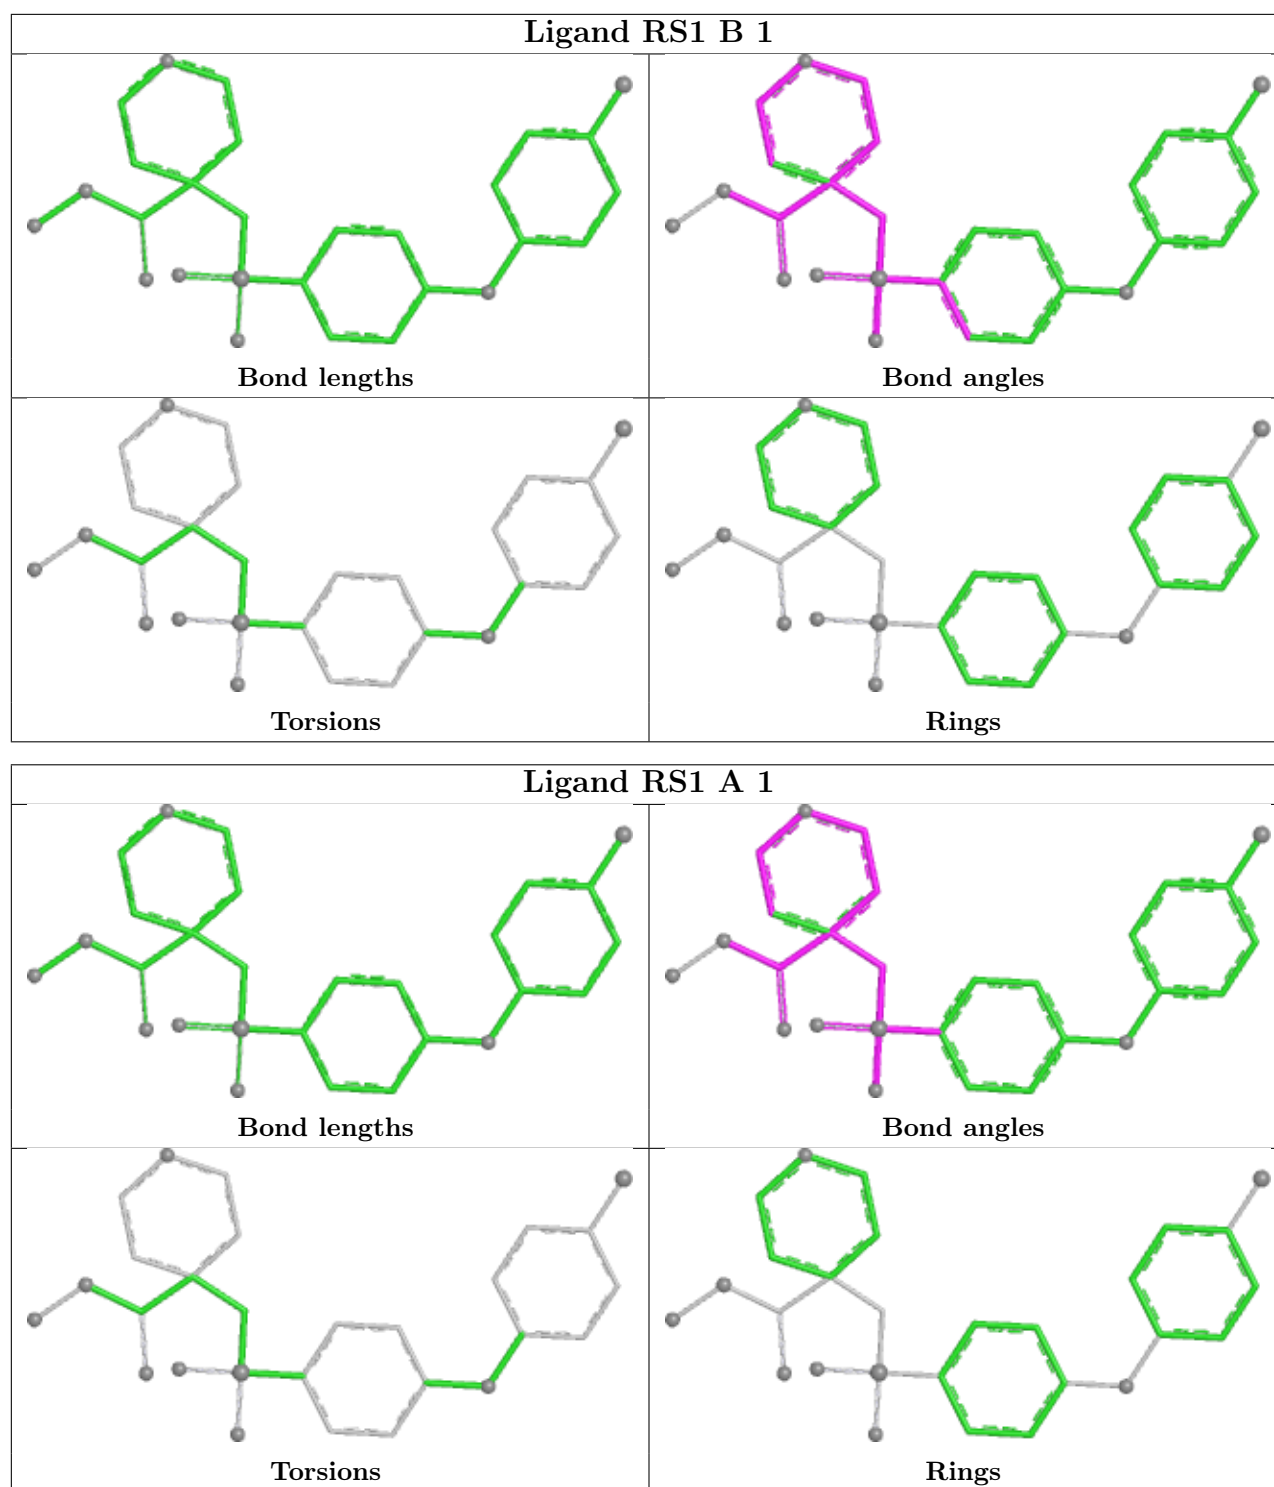 Ligand RS1 B 1
Bond lengths
Bond angles
Torsions
Rings
Ligand RS1 A 1
Bond lengths
Bond angles
Torsions
Rings